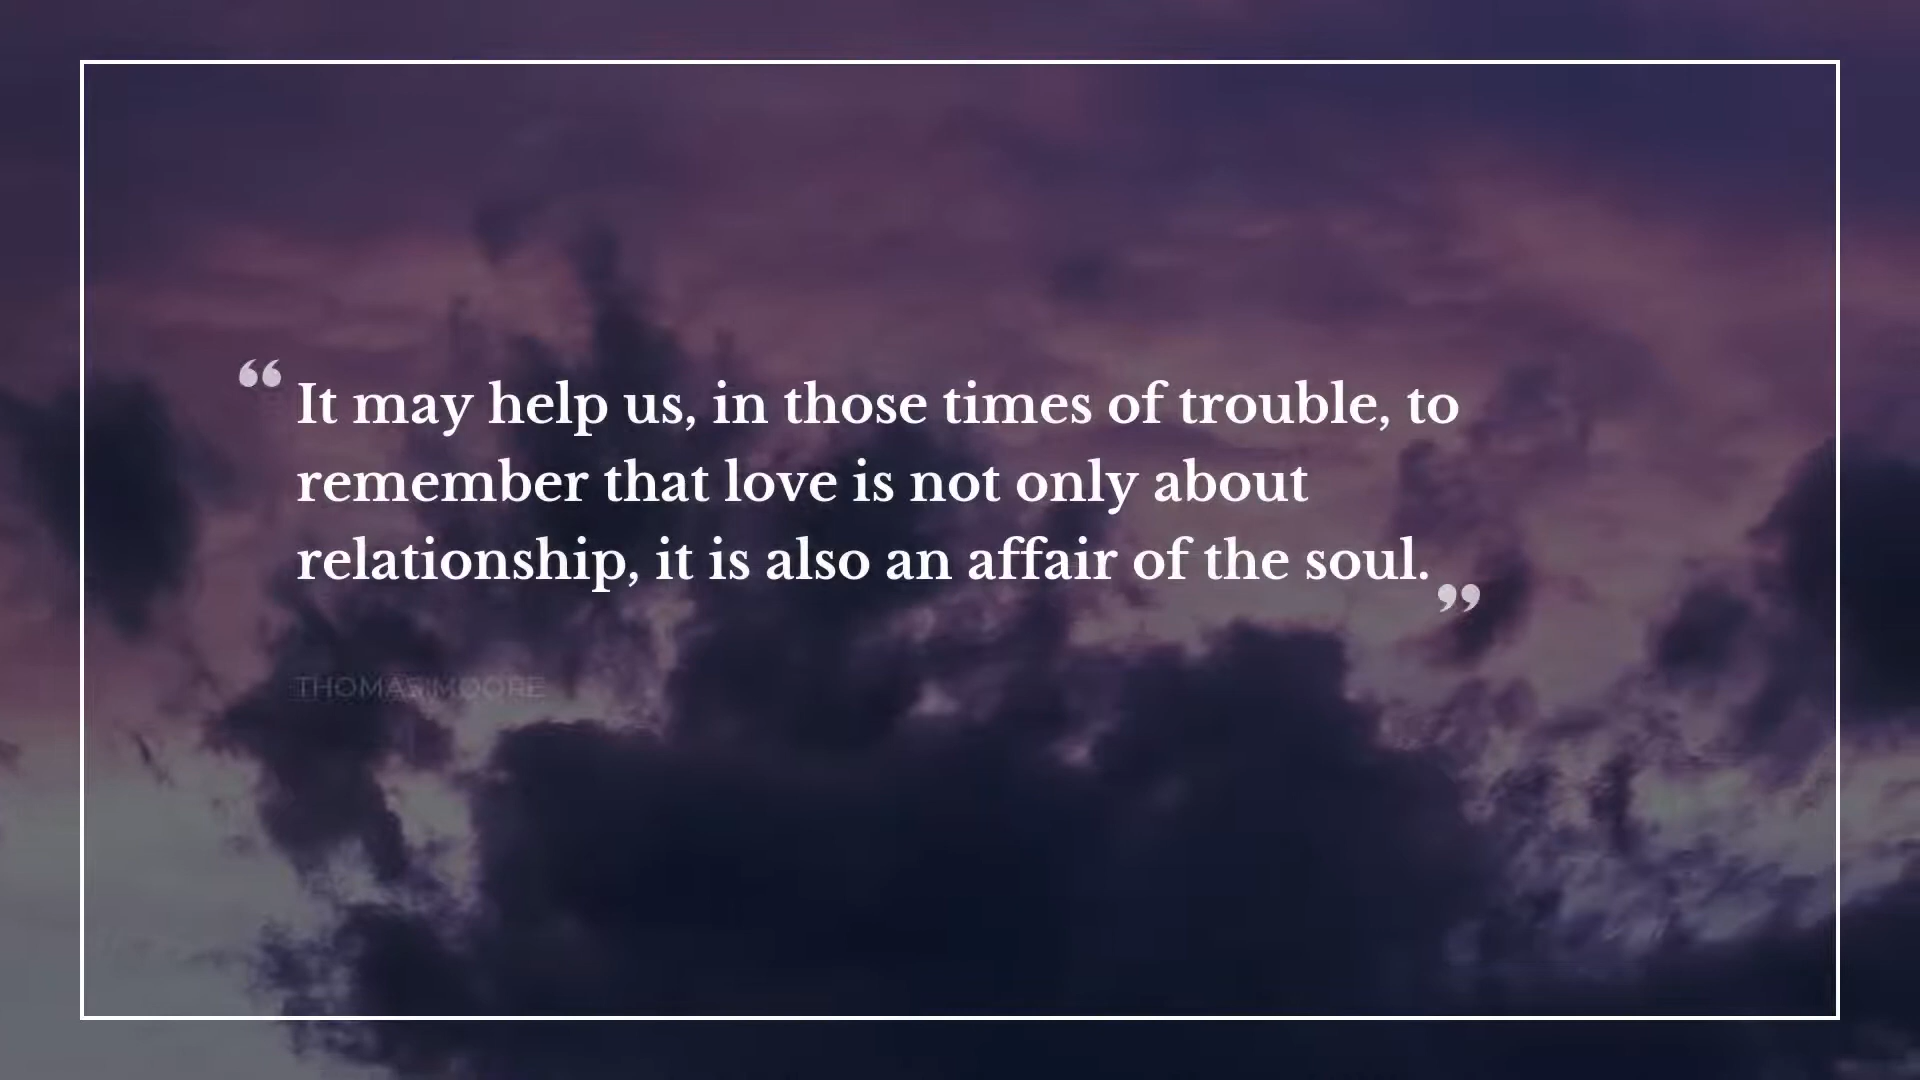 “It may help us, in those times of trouble, to
remember that love is not only about
relationship, it is also an affair of the soul.”
THOMAS MOORE